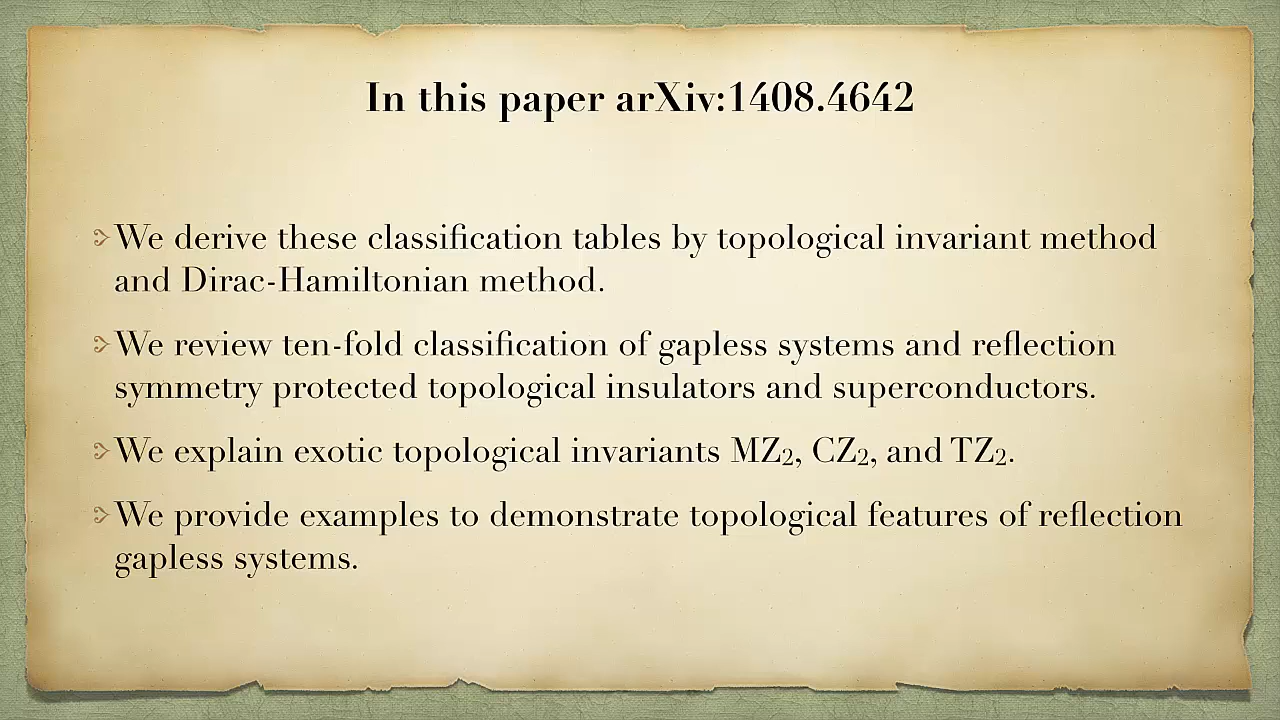 In this paper arXiv:1408.4642
We derive these classification tables by topological invariant method
and Dirac-Hamiltonian method.
We review ten-fold classification of gapless systems and reflection
symmetry protected topological insulators and superconductors.
We explain exotic topological invariants MZ₂, CZ₂, and TZ₂.
We provide examples to demonstrate topological features of reflection
gapless systems.